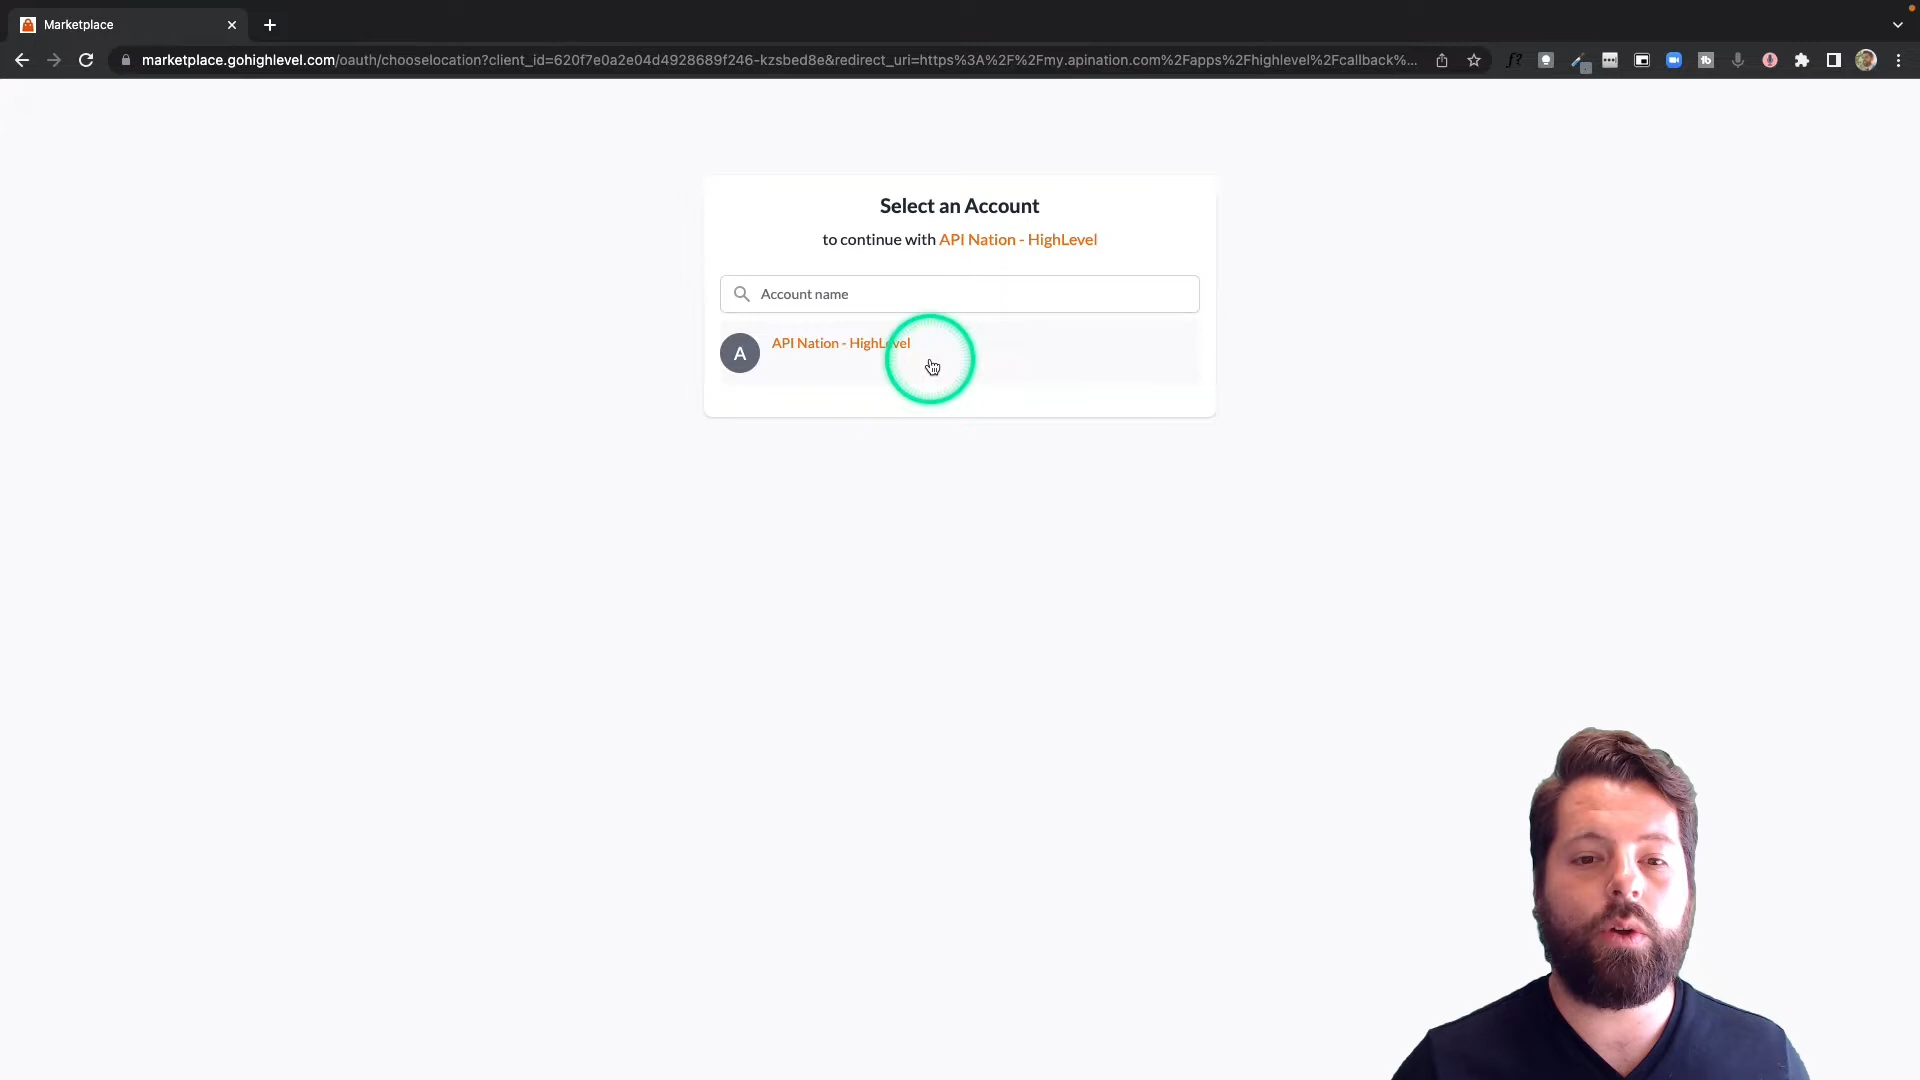 Marketplace
marketplace.gohighlevel.com/oauth/chooselocation?client_id=620f7e0a2e04d4928689f246-kzsbed8e&redirect_uri=https%3A%2F%2Fmy.apination.com%2Fapps%2Fhighlevel%2Fcallback%...
f?
tb
Select an Account
to continue with API Nation - HighLevel
Account name
A
API Nation - HighLevel